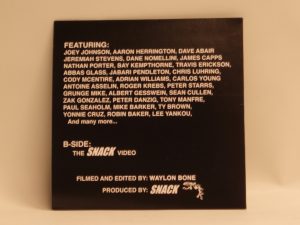 FEATURING:
JOEY JOHNSON, AARON HERRINGTON, DAVE ABAIR
JEREMIAH STEVENS, DANE NOMELLINI, JAMES CAPPS
NATHAN PORTER, BAY KEMPTHORNE, TRAVIS ERICKSON,
ABBAS GLASS, JABARI PENDLETON, CHRIS LUHRING,
CODY MCENTIRE, ADRIAN WILLIAMS, CARLOS YOUNG
ANTOINE ASSELIN, ROGER KREBS, PETER STARRS,
GRUNGE MIKE, ALBERT GESSWEIN, SEAN CULLEN,
ZAK GONZALEZ, PETER DANZIG, TONY MANFRE,
PAUL SEAHOLM, MIKE BARKER, TY BROWN,
YONNIE CRUZ, ROBIN BAKER, LEE YANKOU,
And many more...
B-SIDE:
THE SNACK VIDEO
FILMED AND EDITED BY: WAYLON BONE
PRODUCED BY: SNACK